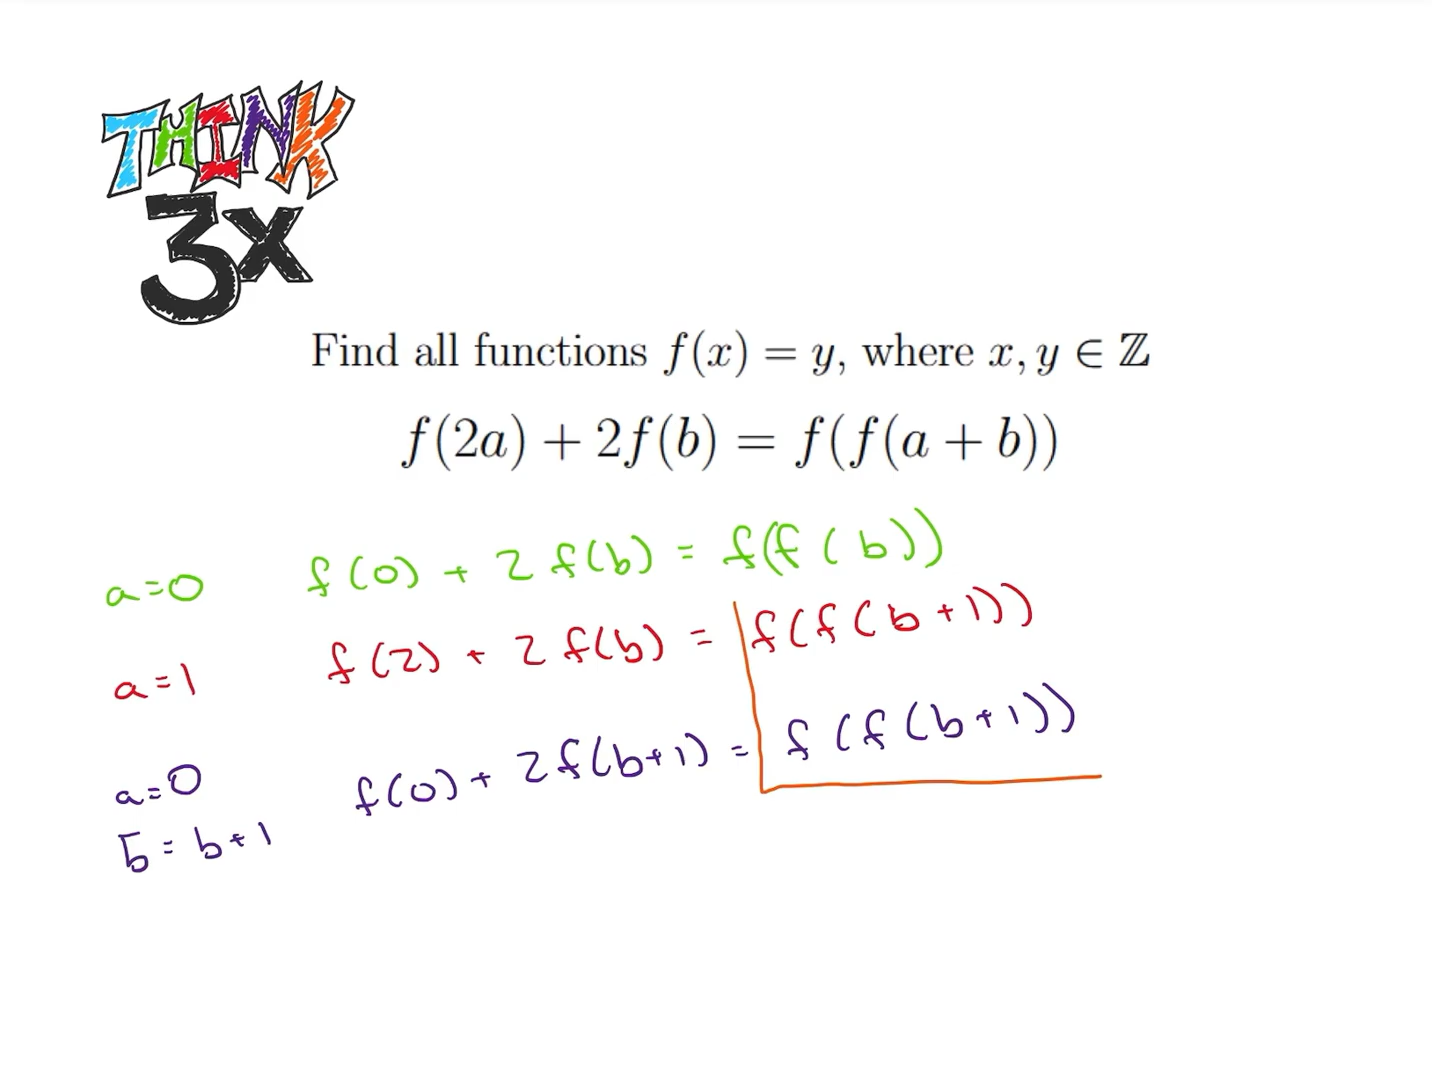 THINK
3x
Find all functions f(x) = y, where x, y ∈ ℤ
f(2a) + 2f(b) = f(f(a + b))
a=0 f(0) + 2f(b) = f(f(b))
a=1 f(2) + 2f(b) = f(f(b+1))
a=0 f(0) + 2f(b+1) = f(f(b+1))
b = b+1